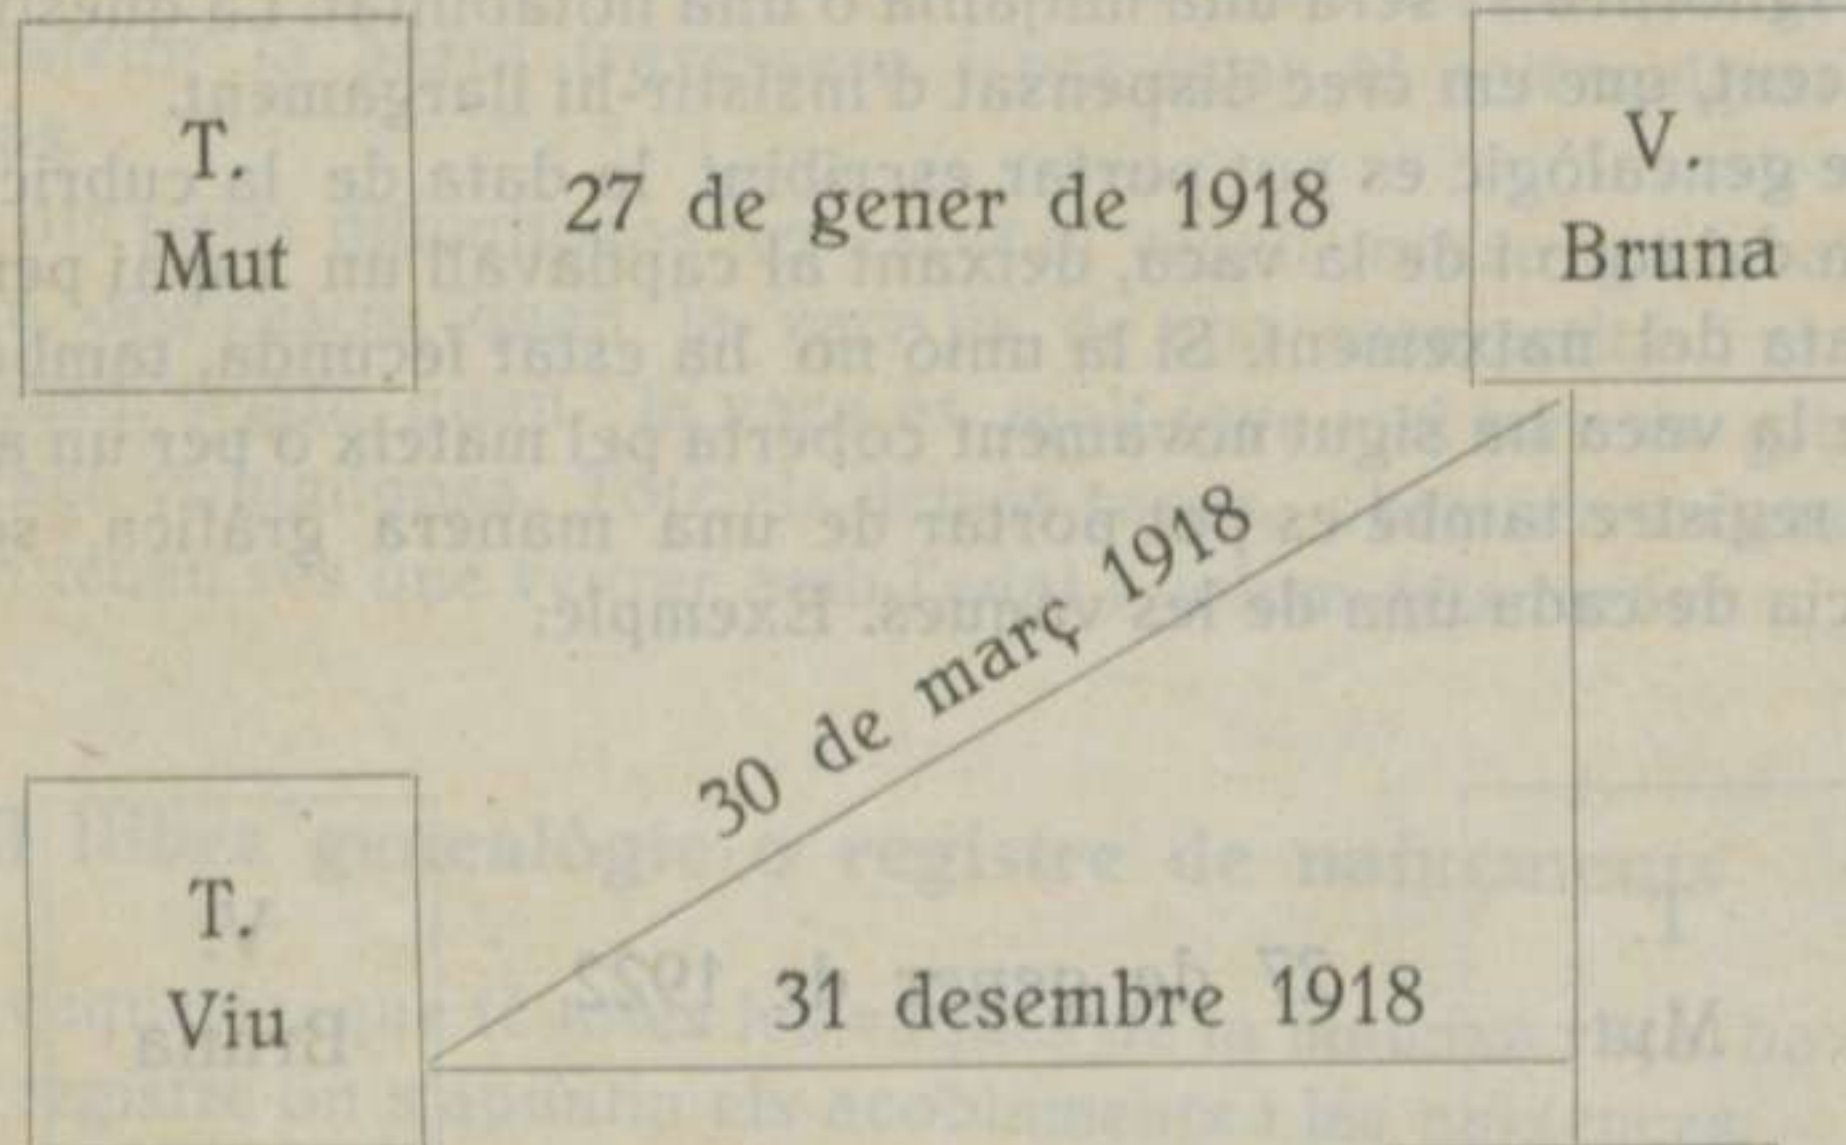 T.
Mut
27 de gener de 1918
V.
Bruna
30 de març 1918
T.
Viu
31 desembre 1918